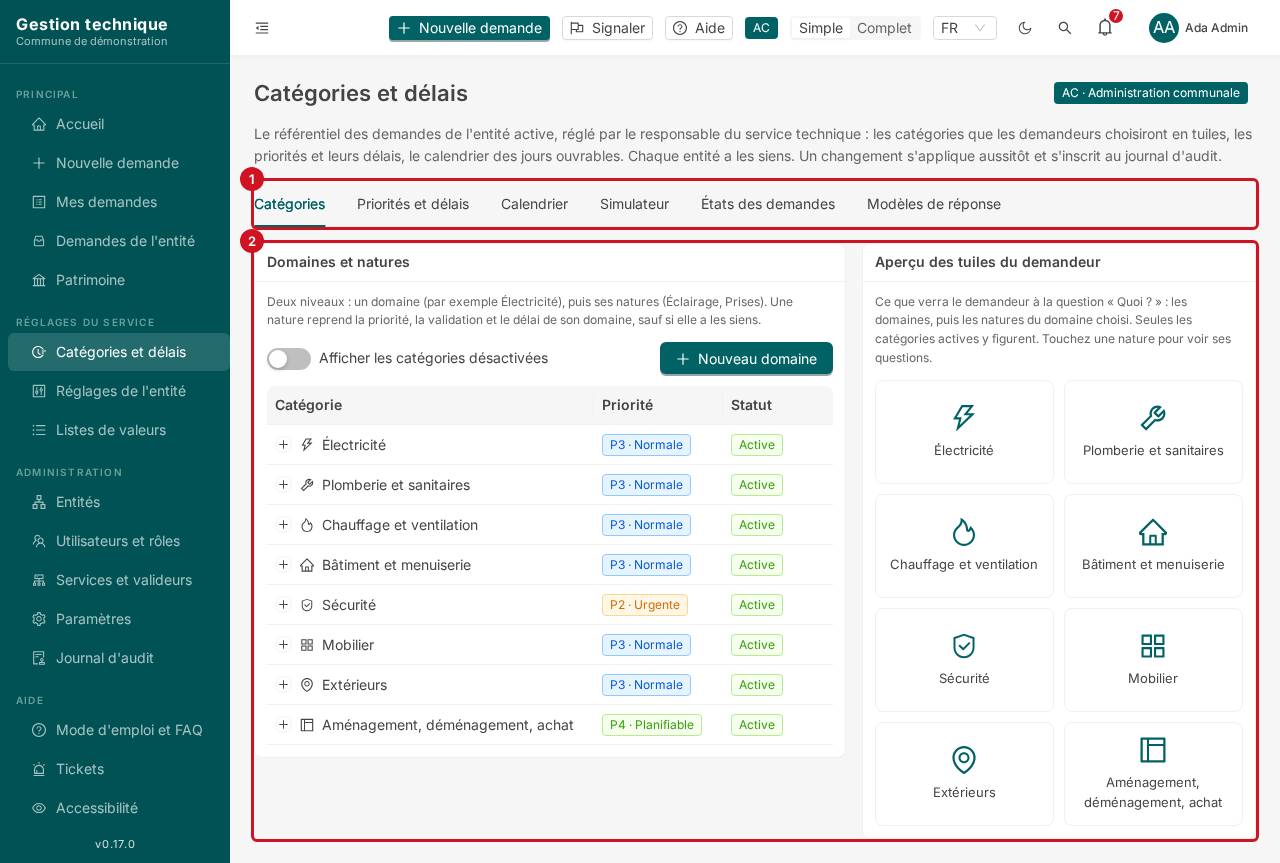 Gestion technique
Commune de démonstration
PRINCIPAL
Accueil
Nouvelle demande
Mes demandes
Demandes de l'entité
Patrimoine
RÉGLAGES DU SERVICE
Catégories et délais
Réglages de l'entité
Listes de valeurs
ADMINISTRATION
Entités
Utilisateurs et rôles
Services et valideurs
Paramètres
Journal d'audit
AIDE
Mode d'emploi et FAQ
Tickets
Accessibilité
v0.17.0
Nouvelle demande
Signaler
Aide
AC
Simple
Complet
FR
7
AA
Ada Admin
Catégories et délais
AC · Administration communale
Le référentiel des demandes de l'entité active, réglé par le responsable du service technique : les catégories que les demandeurs choisiront en tuiles, les
priorités et leurs délais, le calendrier des jours ouvrables. Chaque entité a les siens. Un changement s'applique aussitôt et s'inscrit au journal d'audit.
1
Catégories
Priorités et délais
Calendrier
Simulateur
États des demandes
Modèles de réponse
2
Domaines et natures
Deux niveaux : un domaine (par exemple Électricité), puis ses natures (Éclairage, Prises). Une
nature reprend la priorité, la validation et le délai de son domaine, sauf si elle a les siens.
Afficher les catégories désactivées
Nouveau domaine
Catégorie Priorité Statut
Électricité P3 · Normale Active
Plomberie et sanitaires P3 · Normale Active
Chauffage et ventilation P3 · Normale Active
Bâtiment et menuiserie P3 · Normale Active
Sécurité P2 · Urgente Active
Mobilier P3 · Normale Active
Extérieurs P3 · Normale Active
Aménagement, déménagement, achat P4 · Planifiable Active
Aperçu des tuiles du demandeur
Ce que verra le demandeur à la question « Quoi ? » : les
domaines, puis les natures du domaine choisi. Seules les
catégories actives y figurent. Touchez une nature pour voir ses
questions.
Électricité
Plomberie et sanitaires
Chauffage et ventilation
Bâtiment et menuiserie
Sécurité
Mobilier
Extérieurs
Aménagement,
déménagement, achat